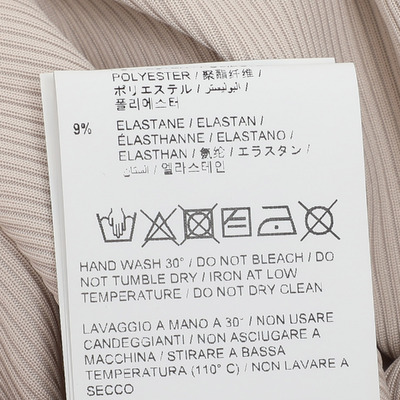 POLYESTER / 聚酯纤维 /
ポリエステル / البوليستر /
폴리에스터
9% ELASTANE / ELASTAN /
ÉLASTHANNE / ELASTANO /
ELASTHAN / 氨纶 / エラスタン /
الستان / 엘라스테인
HAND WASH 30° / DO NOT BLEACH / DO
NOT TUMBLE DRY / IRON AT LOW
TEMPERATURE / DO NOT DRY CLEAN
LAVAGGIO A MANO A 30° / NON USARE
CANDEGGIANTI / NON ASCIUGARE A
MACCHINA / STIRARE A BASSA
TEMPERATURA (110° C) / NON LAVARE A
SECCO